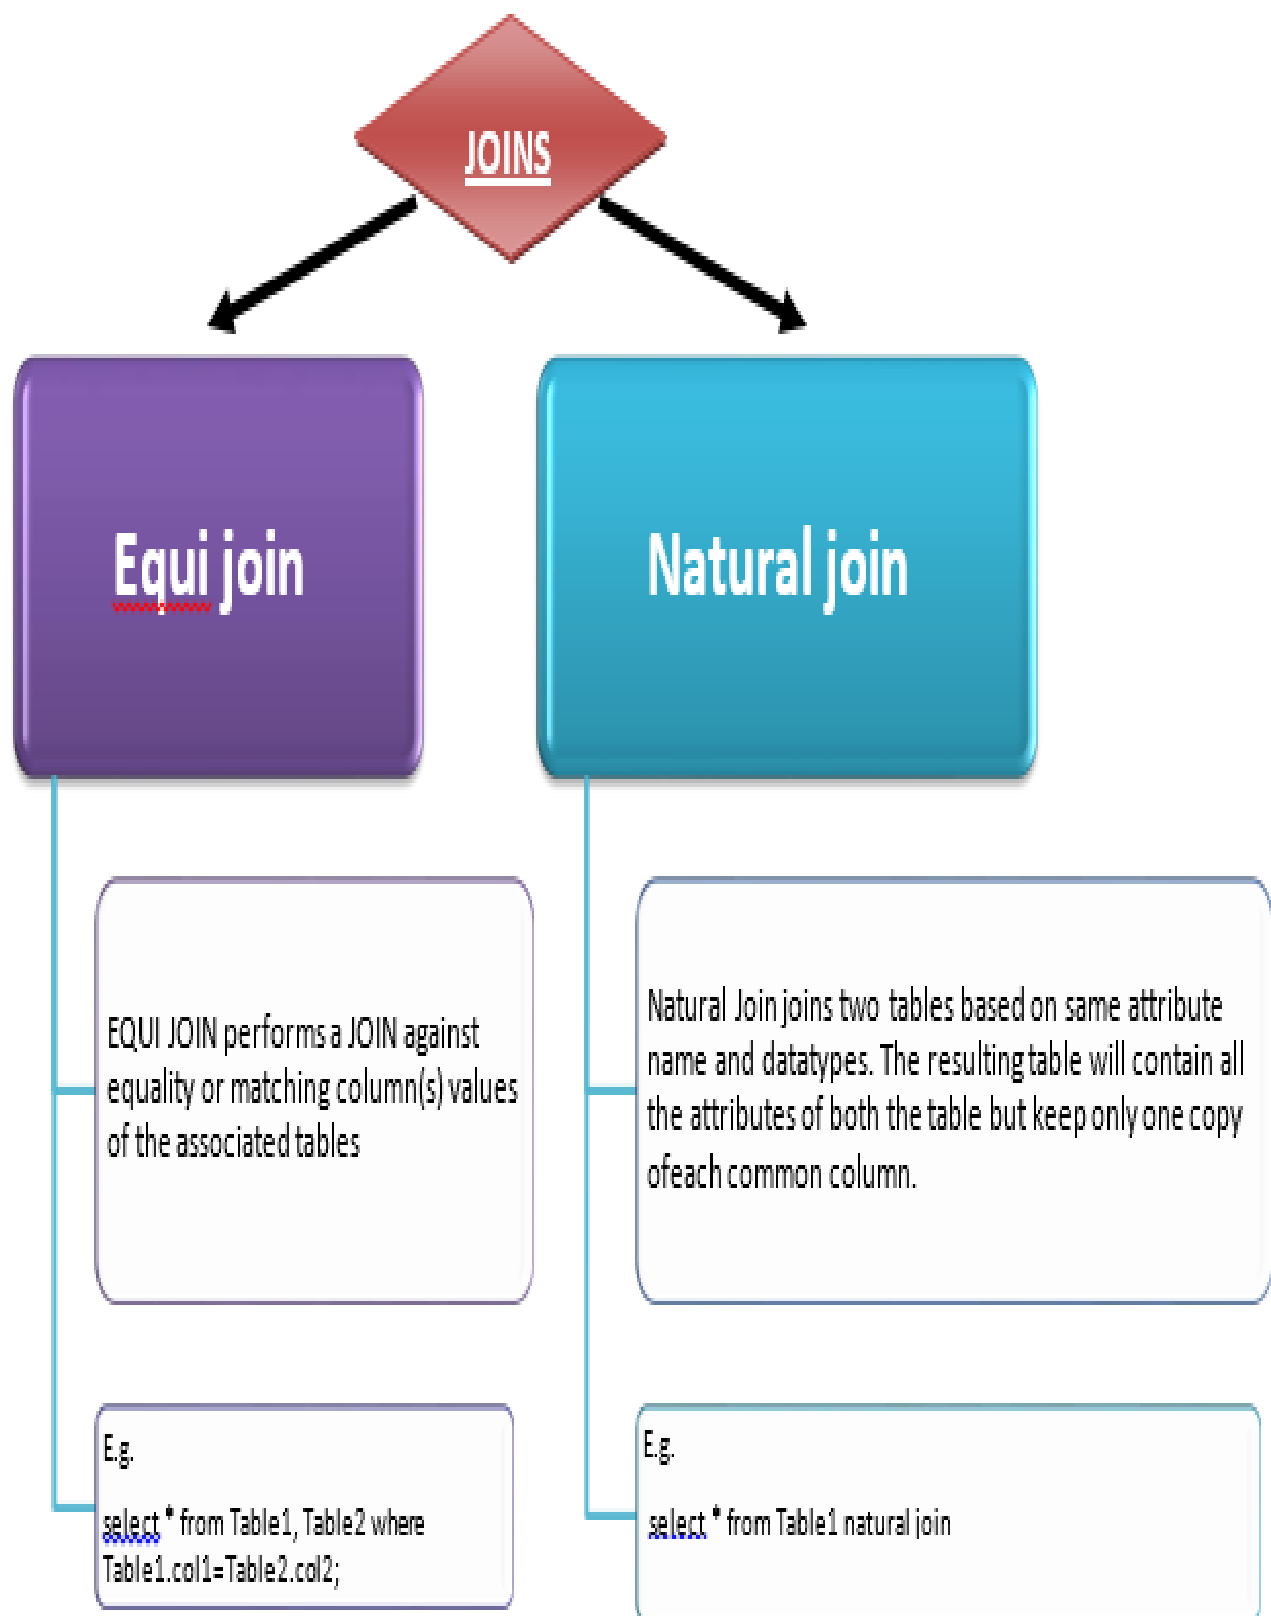 JOINS
Equi join
Natural join
EQUI JOIN performs a JOIN against
equality or matching column(s) values
of the associated tables
Natural Join joins two tables based on same attribute
name and datatypes. The resulting table will contain all
the attributes of both the table but keep only one copy
ofeach common column.
E.g.
select * from Table1, Table2 where
Table1.col1=Table2.col2;
E.g.
select * from Table1 natural join